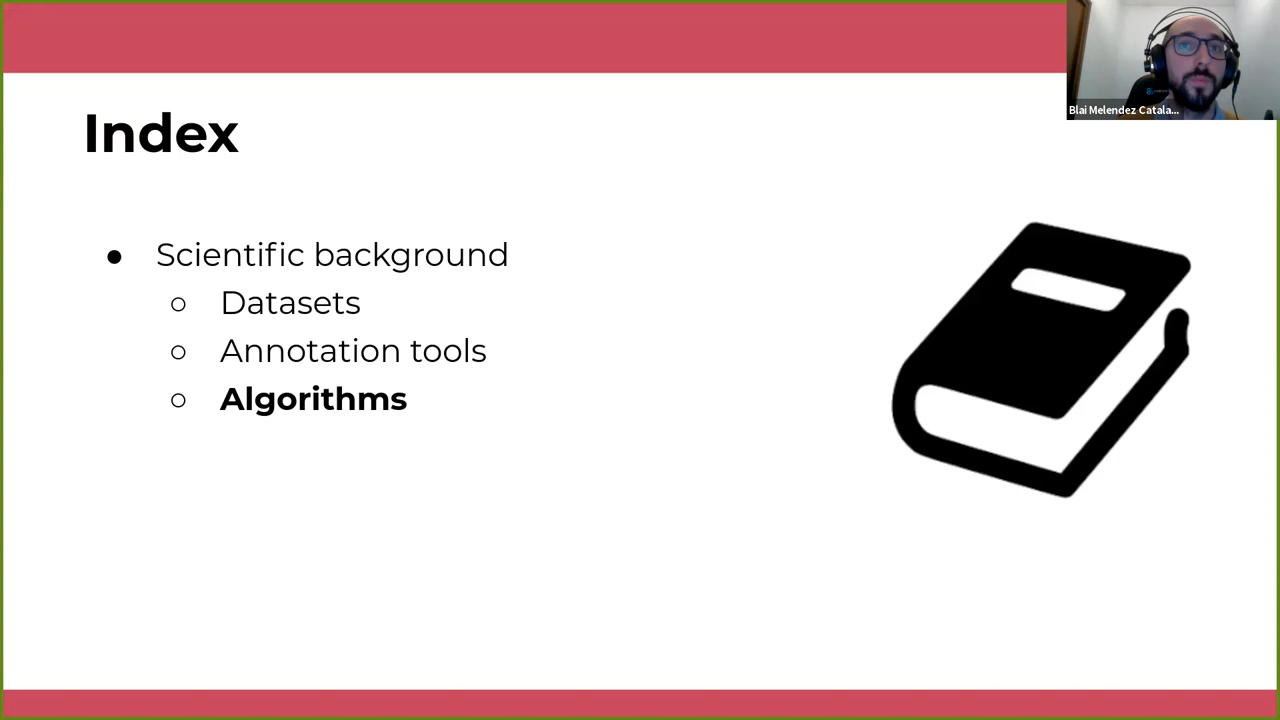 Blai Melendez Catala...
Index
● Scientific background
○ Datasets
○ Annotation tools
○ Algorithms